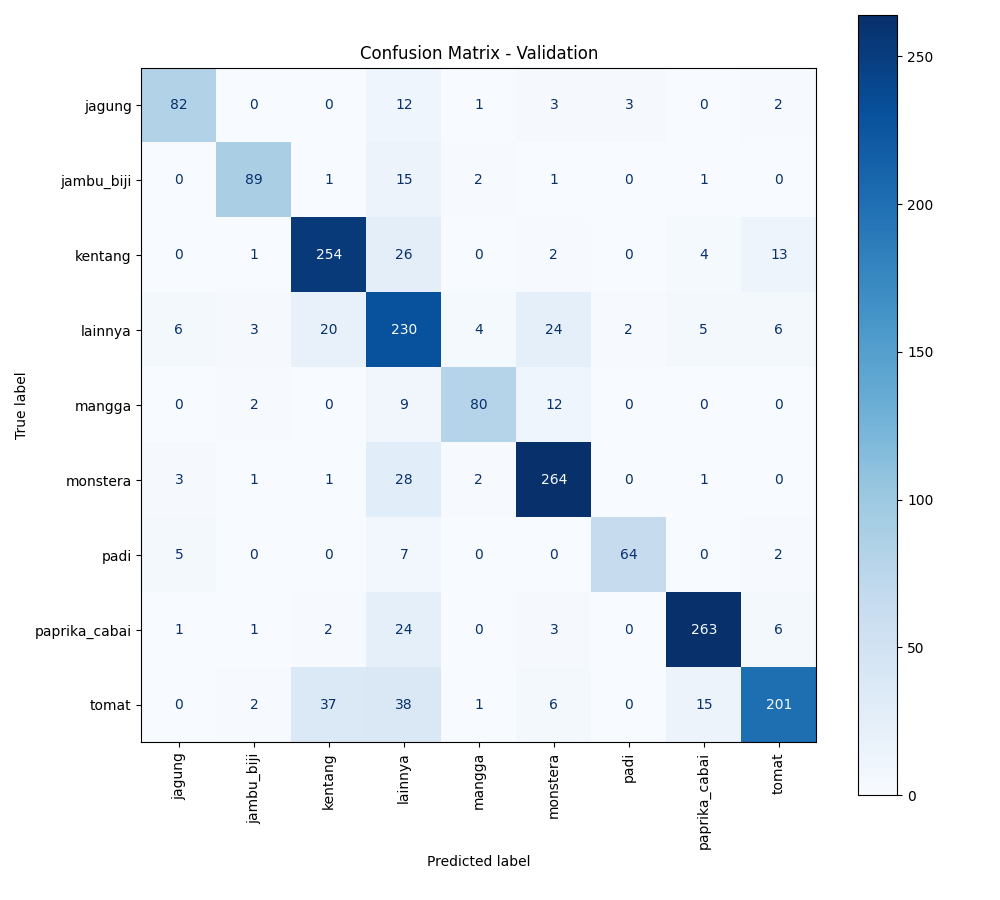 Confusion Matrix - Validation
True label
jagung 82 0 0 12 1 3 3 0 2
jambu_biji 0 89 1 15 2 1 0 1 0
kentang 0 1 254 26 0 2 0 4 13
lainnya 6 3 20 230 4 24 2 5 6
mangga 0 2 0 9 80 12 0 0 0
monstera 3 1 1 28 2 264 0 1 0
padi 5 0 0 7 0 0 64 0 2
paprika_cabai 1 1 2 24 0 3 0 263 6
tomat 0 2 37 38 1 6 0 15 201
jagung jambu_biji kentang lainnya mangga monstera padi paprika_cabai tomat
Predicted label
250
200
150
100
50
0